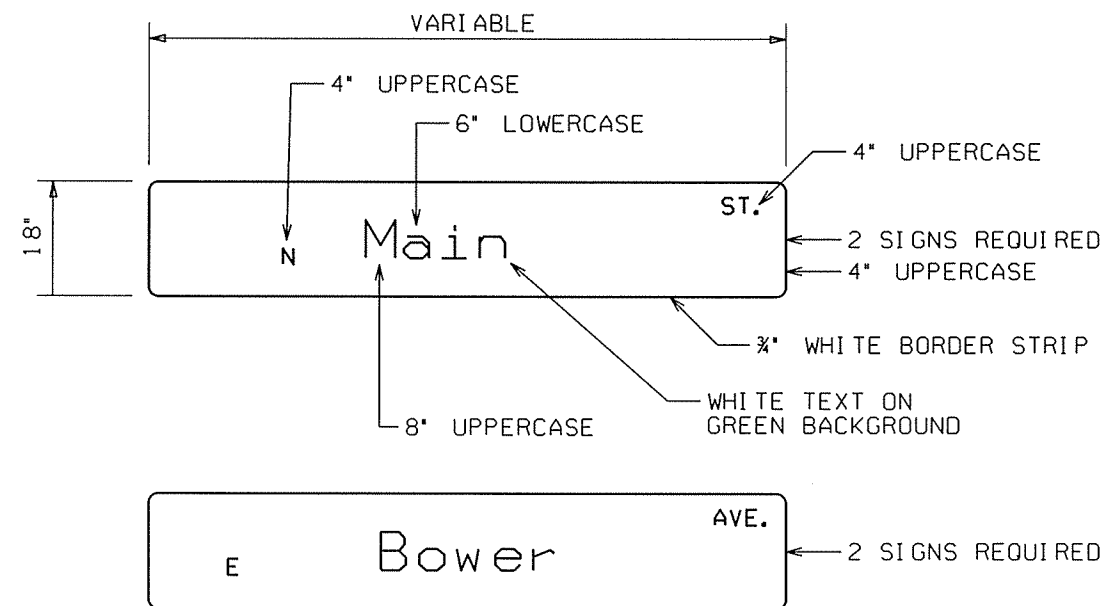 VARIABLE
4" UPPERCASE
6" LOWERCASE
4" UPPERCASE
18"
N Main ST.
2 SIGNS REQUIRED
4" UPPERCASE
¾" WHITE BORDER STRIP
WHITE TEXT ON
GREEN BACKGROUND
8" UPPERCASE
E Bower AVE.
2 SIGNS REQUIRED